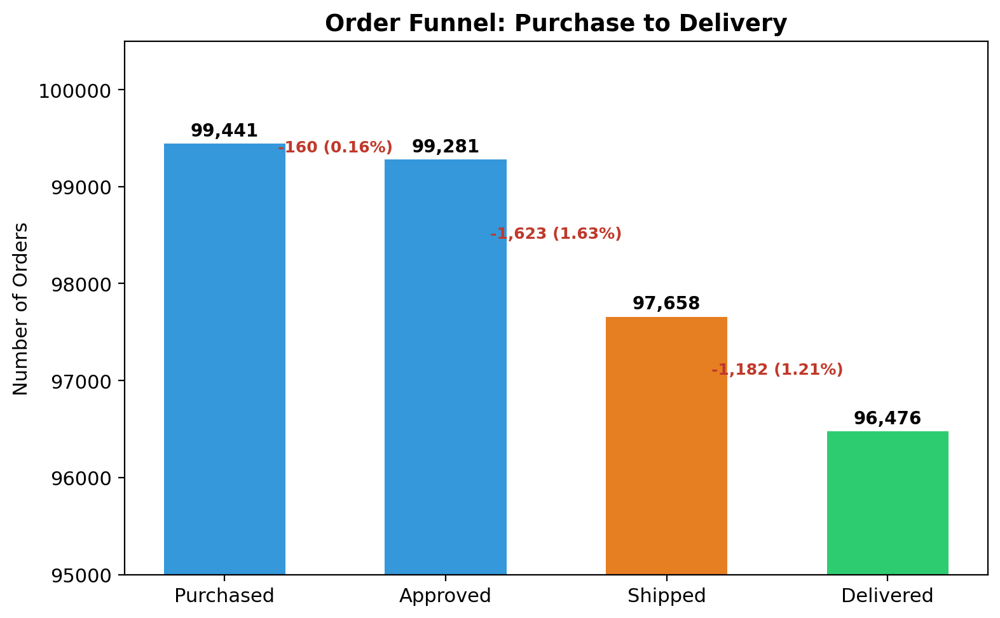 Order Funnel: Purchase to Delivery
Number of Orders
100000
99000
98000
97000
96000
95000
99,441
-160 (0.16%)
99,281
-1,623 (1.63%)
97,658
-1,182 (1.21%)
96,476
Purchased
Approved
Shipped
Delivered